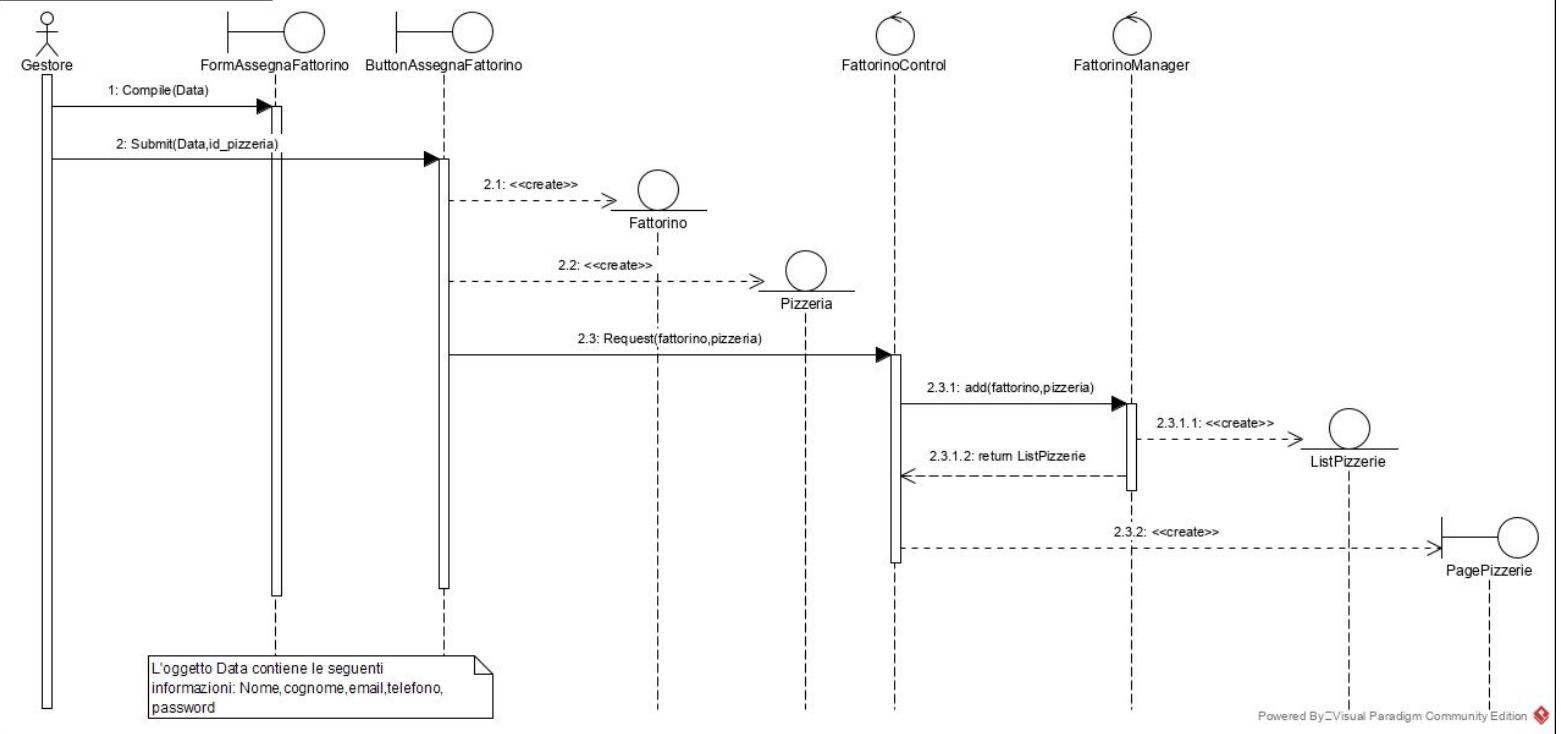 Gestore
FormAssegnaFattorino
ButtonAssegnaFattorino
FattorinoControl
FattorinoManager
1: Compile(Data)
2: Submit(Data,id_pizzeria)
2.1: <<create>>
Fattorino
2.2: <<create>>
Pizzeria
2.3: Request(fattorino,pizzeria)
2.3.1: add(fattorino,pizzeria)
2.3.1.1: <<create>>
2.3.1.2: return ListPizzerie
ListPizzerie
2.3.2: <<create>>
PagePizzerie
L'oggetto Data contiene le seguenti
informazioni: Nome,cognome,email,telefono,
password
Powered By Visual Paradigm Community Edition